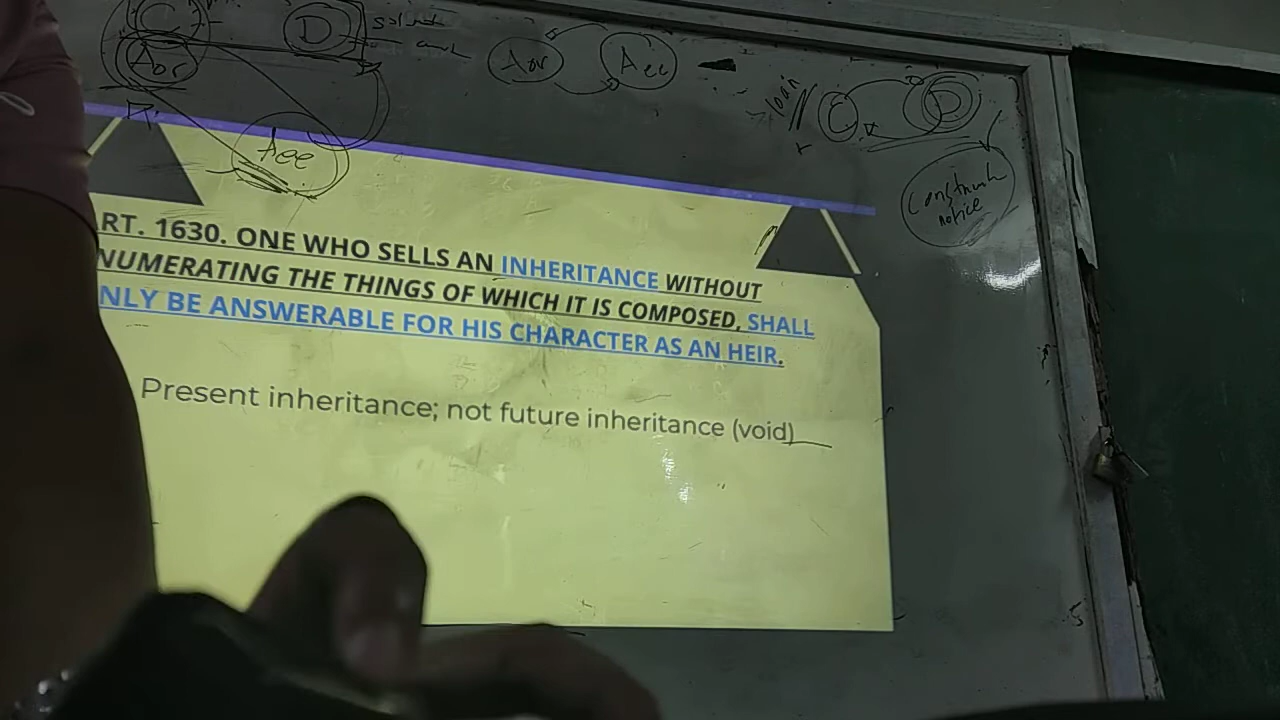 C
D
Aor
Aor
Aee
C
D
Aee
Constructive
notice
RT. 1630. ONE WHO SELLS AN INHERITANCE WITHOUT
NUMERATING THE THINGS OF WHICH IT IS COMPOSED, SHALL
NLY BE ANSWERABLE FOR HIS CHARACTER AS AN HEIR.
Present inheritance; not future inheritance (void)